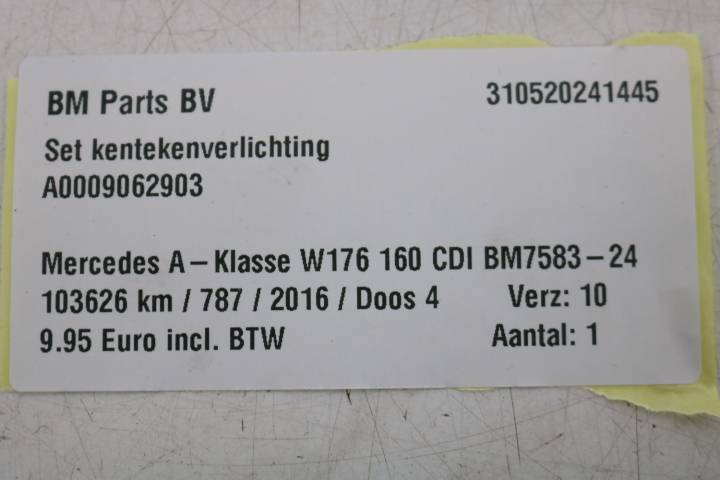 BM Parts BV 310520241445
Set kentekenverlichting
A0009062903
Mercedes A-Klasse W176 160 CDI BM7583-24
103626 km / 787 / 2016 / Doos 4 Verz: 10
9.95 Euro incl. BTW Aantal: 1